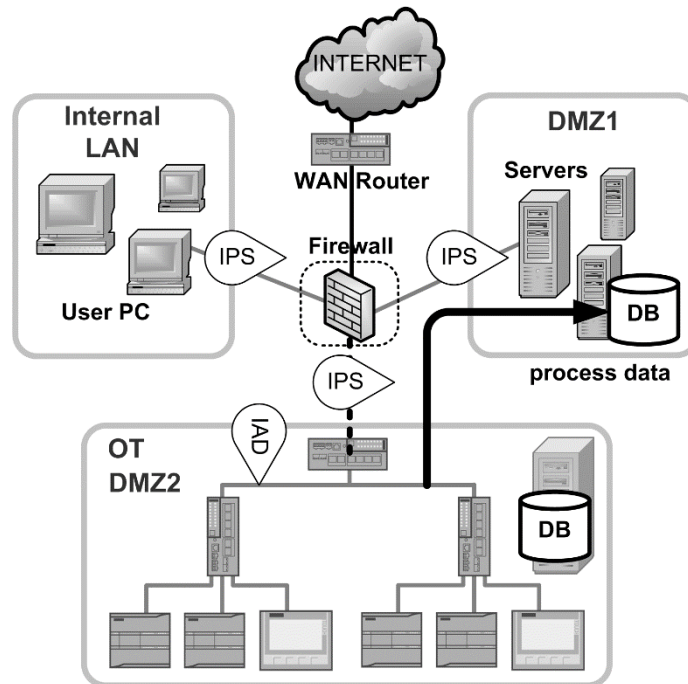 INTERNET
Internal
LAN
DMZ1
WAN Router
Servers
Firewall
IPS
IPS
User PC
DB
IPS
process data
IAD
OT
DMZ2
DB